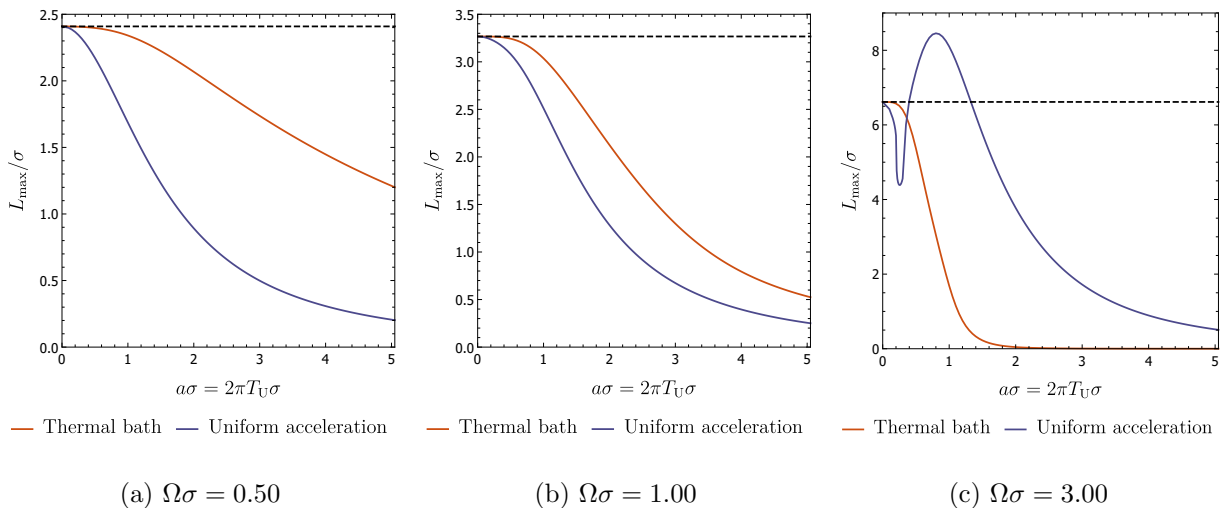 2.5
2.0
1.5
1.0
0.5
0.0
0 1 2 3 4 5
L_max/σ
aσ = 2πT_Uσ
Thermal bath Uniform acceleration
(a) Ωσ = 0.50
3.5
3.0
2.5
2.0
1.5
1.0
0.5
0.0
0 1 2 3 4 5
L_max/σ
aσ = 2πT_Uσ
Thermal bath Uniform acceleration
(b) Ωσ = 1.00
8
6
4
2
0
0 1 2 3 4 5
L_max/σ
aσ = 2πT_Uσ
Thermal bath Uniform acceleration
(c) Ωσ = 3.00